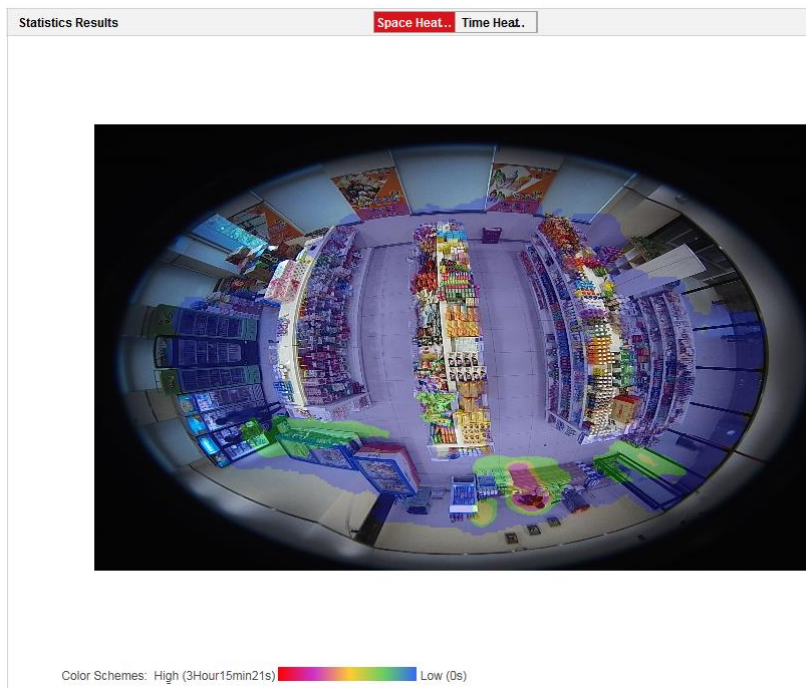 Statistics Results
Space Heat... Time Heat..
Color Schemes: High (3Hour15min21s) Low (0s)